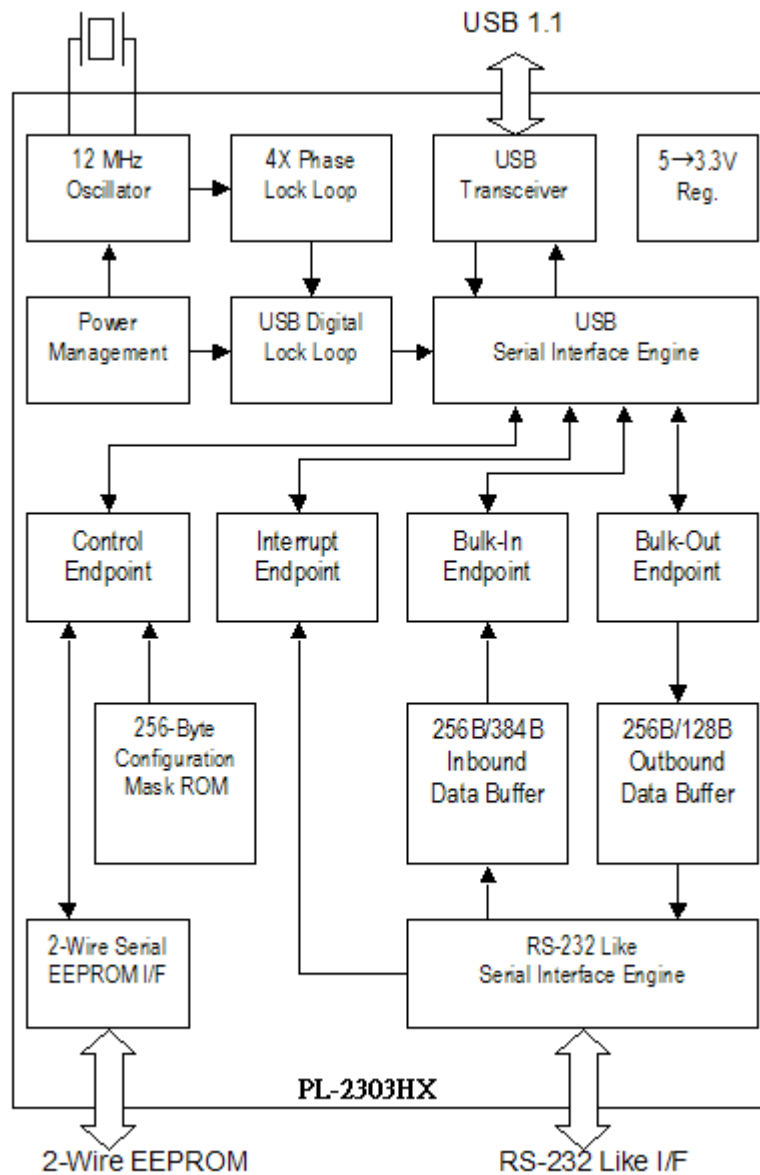 USB 1.1
12 MHz
Oscillator
4X Phase
Lock Loop
USB
Transceiver
5→3.3V
Reg.
Power
Management
USB Digital
Lock Loop
USB
Serial Interface Engine
Control
Endpoint
Interrupt
Endpoint
Bulk-In
Endpoint
Bulk-Out
Endpoint
256-Byte
Configuration
Mask ROM
256B/384B
Inbound
Data Buffer
256B/128B
Outbound
Data Buffer
2-Wire Serial
EEPROM I/F
RS-232 Like
Serial Interface Engine
PL-2303HX
2-Wire EEPROM
RS-232 Like I/F